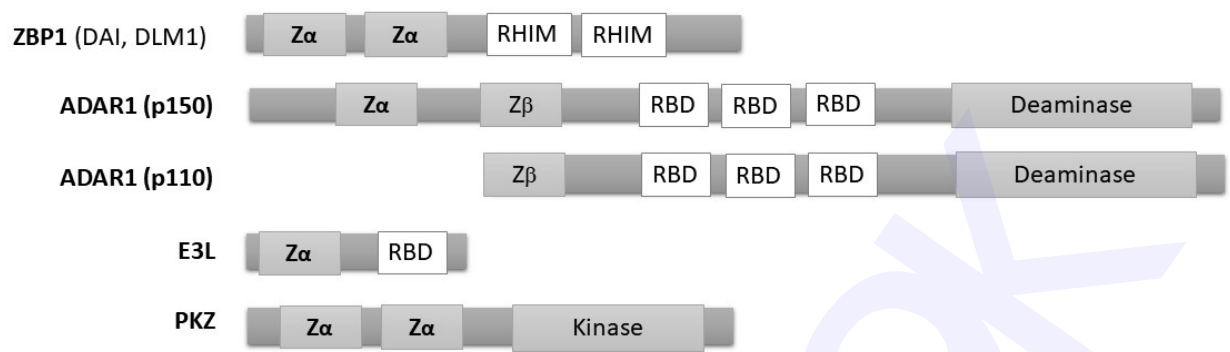 ZBP1 (DAI, DLM1) Zα Zα RHIM RHIM
ADAR1 (p150) Zα Zβ RBD RBD RBD Deaminase
ADAR1 (p110) Zβ RBD RBD RBD Deaminase
E3L Zα RBD
PKZ Zα Zα Kinase